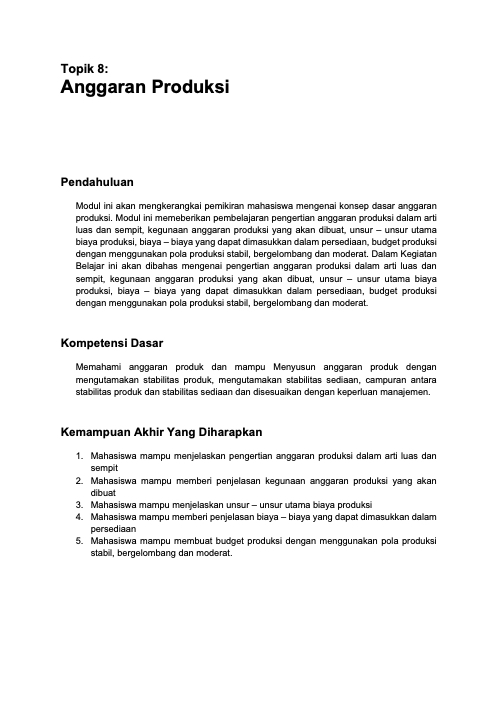 Topik 8:
Anggaran Produksi
Pendahuluan
Modul ini akan mengkerangkai pemikiran mahasiswa mengenai konsep dasar anggaran
produksi. Modul ini memeberikan pembelajaran pengertian anggaran produksi dalam arti
luas dan sempit, kegunaan anggaran produksi yang akan dibuat, unsur – unsur utama
biaya produksi, biaya – biaya yang dapat dimasukkan dalam persediaan, budget produksi
dengan menggunakan pola produksi stabil, bergelombang dan moderat. Dalam Kegiatan
Belajar ini akan dibahas mengenai pengertian anggaran produksi dalam arti luas dan
sempit, kegunaan anggaran produksi yang akan dibuat, unsur – unsur utama biaya
produksi, biaya – biaya yang dapat dimasukkan dalam persediaan, budget produksi
dengan menggunakan pola produksi stabil, bergelombang dan moderat.
Kompetensi Dasar
Memahami anggaran produk dan mampu Menyusun anggaran produk dengan
mengutamakan stabilitas produk, mengutamakan stabilitas sediaan, campuran antara
stabilitas produk dan stabilitas sediaan dan disesuaikan dengan keperluan manajemen.
Kemampuan Akhir Yang Diharapkan
1. Mahasiswa mampu menjelaskan pengertian anggaran produksi dalam arti luas dan
sempit
2. Mahasiswa mampu memberi penjelasan kegunaan anggaran produksi yang akan
dibuat
3. Mahasiswa mampu menjelaskan unsur – unsur utama biaya produksi
4. Mahasiswa mampu memberi penjelasan biaya – biaya yang dapat dimasukkan dalam
persediaan
5. Mahasiswa mampu membuat budget produksi dengan menggunakan pola produksi
stabil, bergelombang dan moderat.